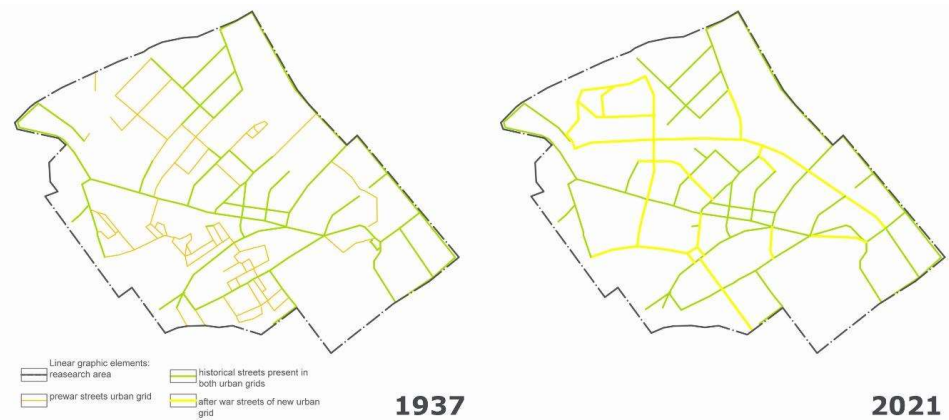 Linear graphic elements:
reasearch area
prewar streets urban grid
historical streets present in
both urban grids
after war streets of new urban
grid
1937
2021